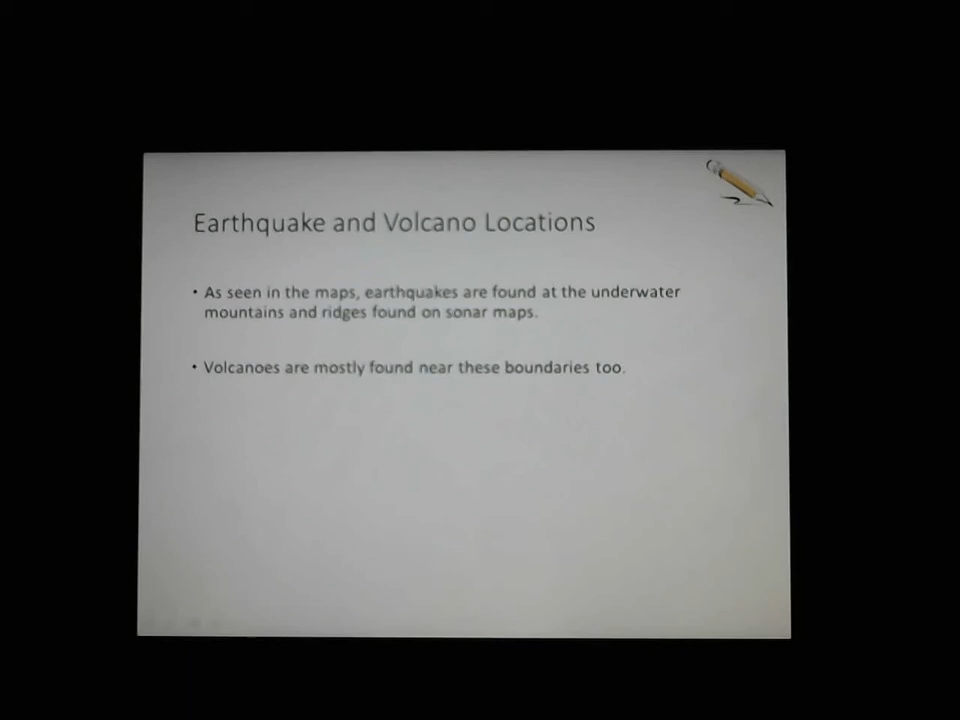 Earthquake and Volcano Locations
• As seen in the maps, earthquakes are found at the underwater
mountains and ridges found on sonar maps.
• Volcanoes are mostly found near these boundaries too.